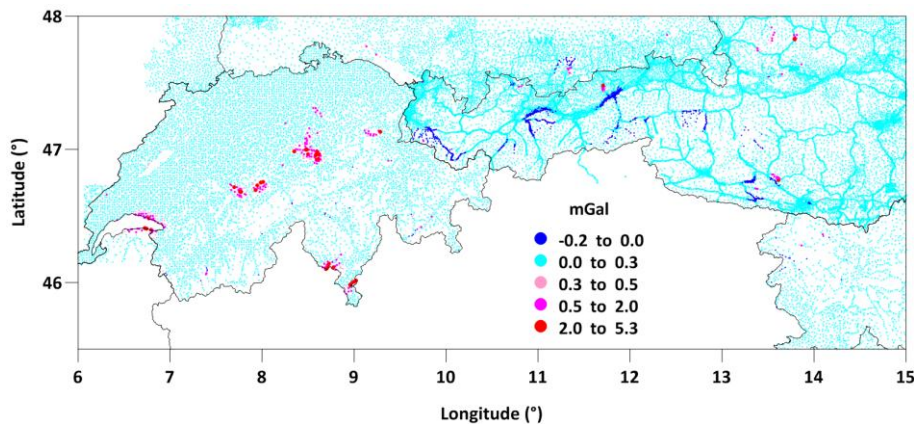 48
47
46
Latitude (°)
mGal
-0.2 to 0.0
0.0 to 0.3
0.3 to 0.5
0.5 to 2.0
2.0 to 5.3
6 7 8 9 10 11 12 13 14 15
Longitude (°)